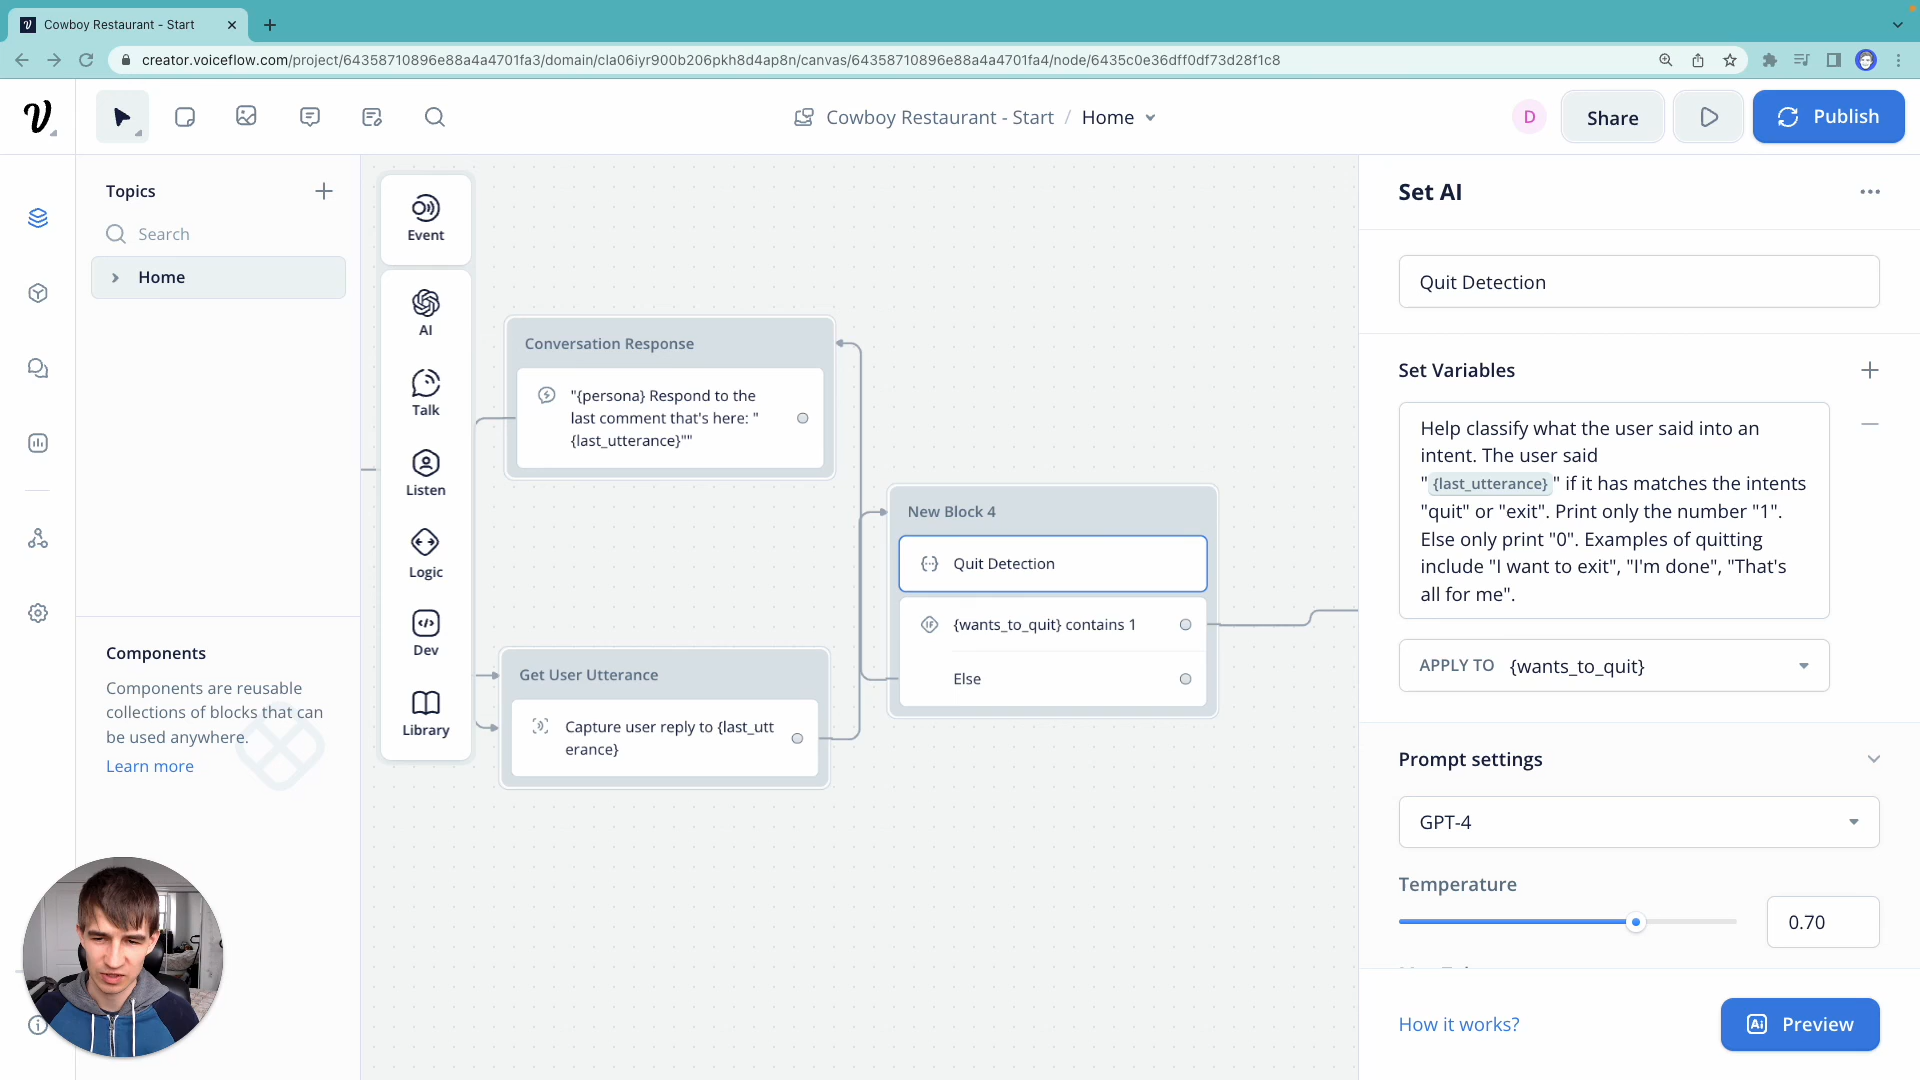 Cowboy Restaurant - Start
creator.voiceflow.com/project/64358710896e88a4a4701fa3/domain/cla06iyr900b206pkh8d4ap8n/canvas/64358710896e88a4a4701fa4/node/6435c0e36dff0df73d28f1c8
Cowboy Restaurant - Start / Home
D
Share
Publish
Topics
Search
Home
Components
Components are reusable
collections of blocks that can
be used anywhere.
Learn more
Event
AI
Talk
Listen
Logic
Dev
Library
Conversation Response
"{persona} Respond to the
last comment that's here: "
{last_utterance}""
Get User Utterance
Capture user reply to {last_utt
erance}
New Block 4
Quit Detection
IF
{wants_to_quit} contains 1
Else
Set AI
Quit Detection
Set Variables
Help classify what the user said into an
intent. The user said
"{last_utterance}" if it has matches the intents
"quit" or "exit". Print only the number "1".
Else only print "0". Examples of quitting
include "I want to exit", "I'm done", "That's
all for me".
APPLY TO {wants_to_quit}
Prompt settings
GPT-4
Temperature
0.70
How it works?
Ai Preview